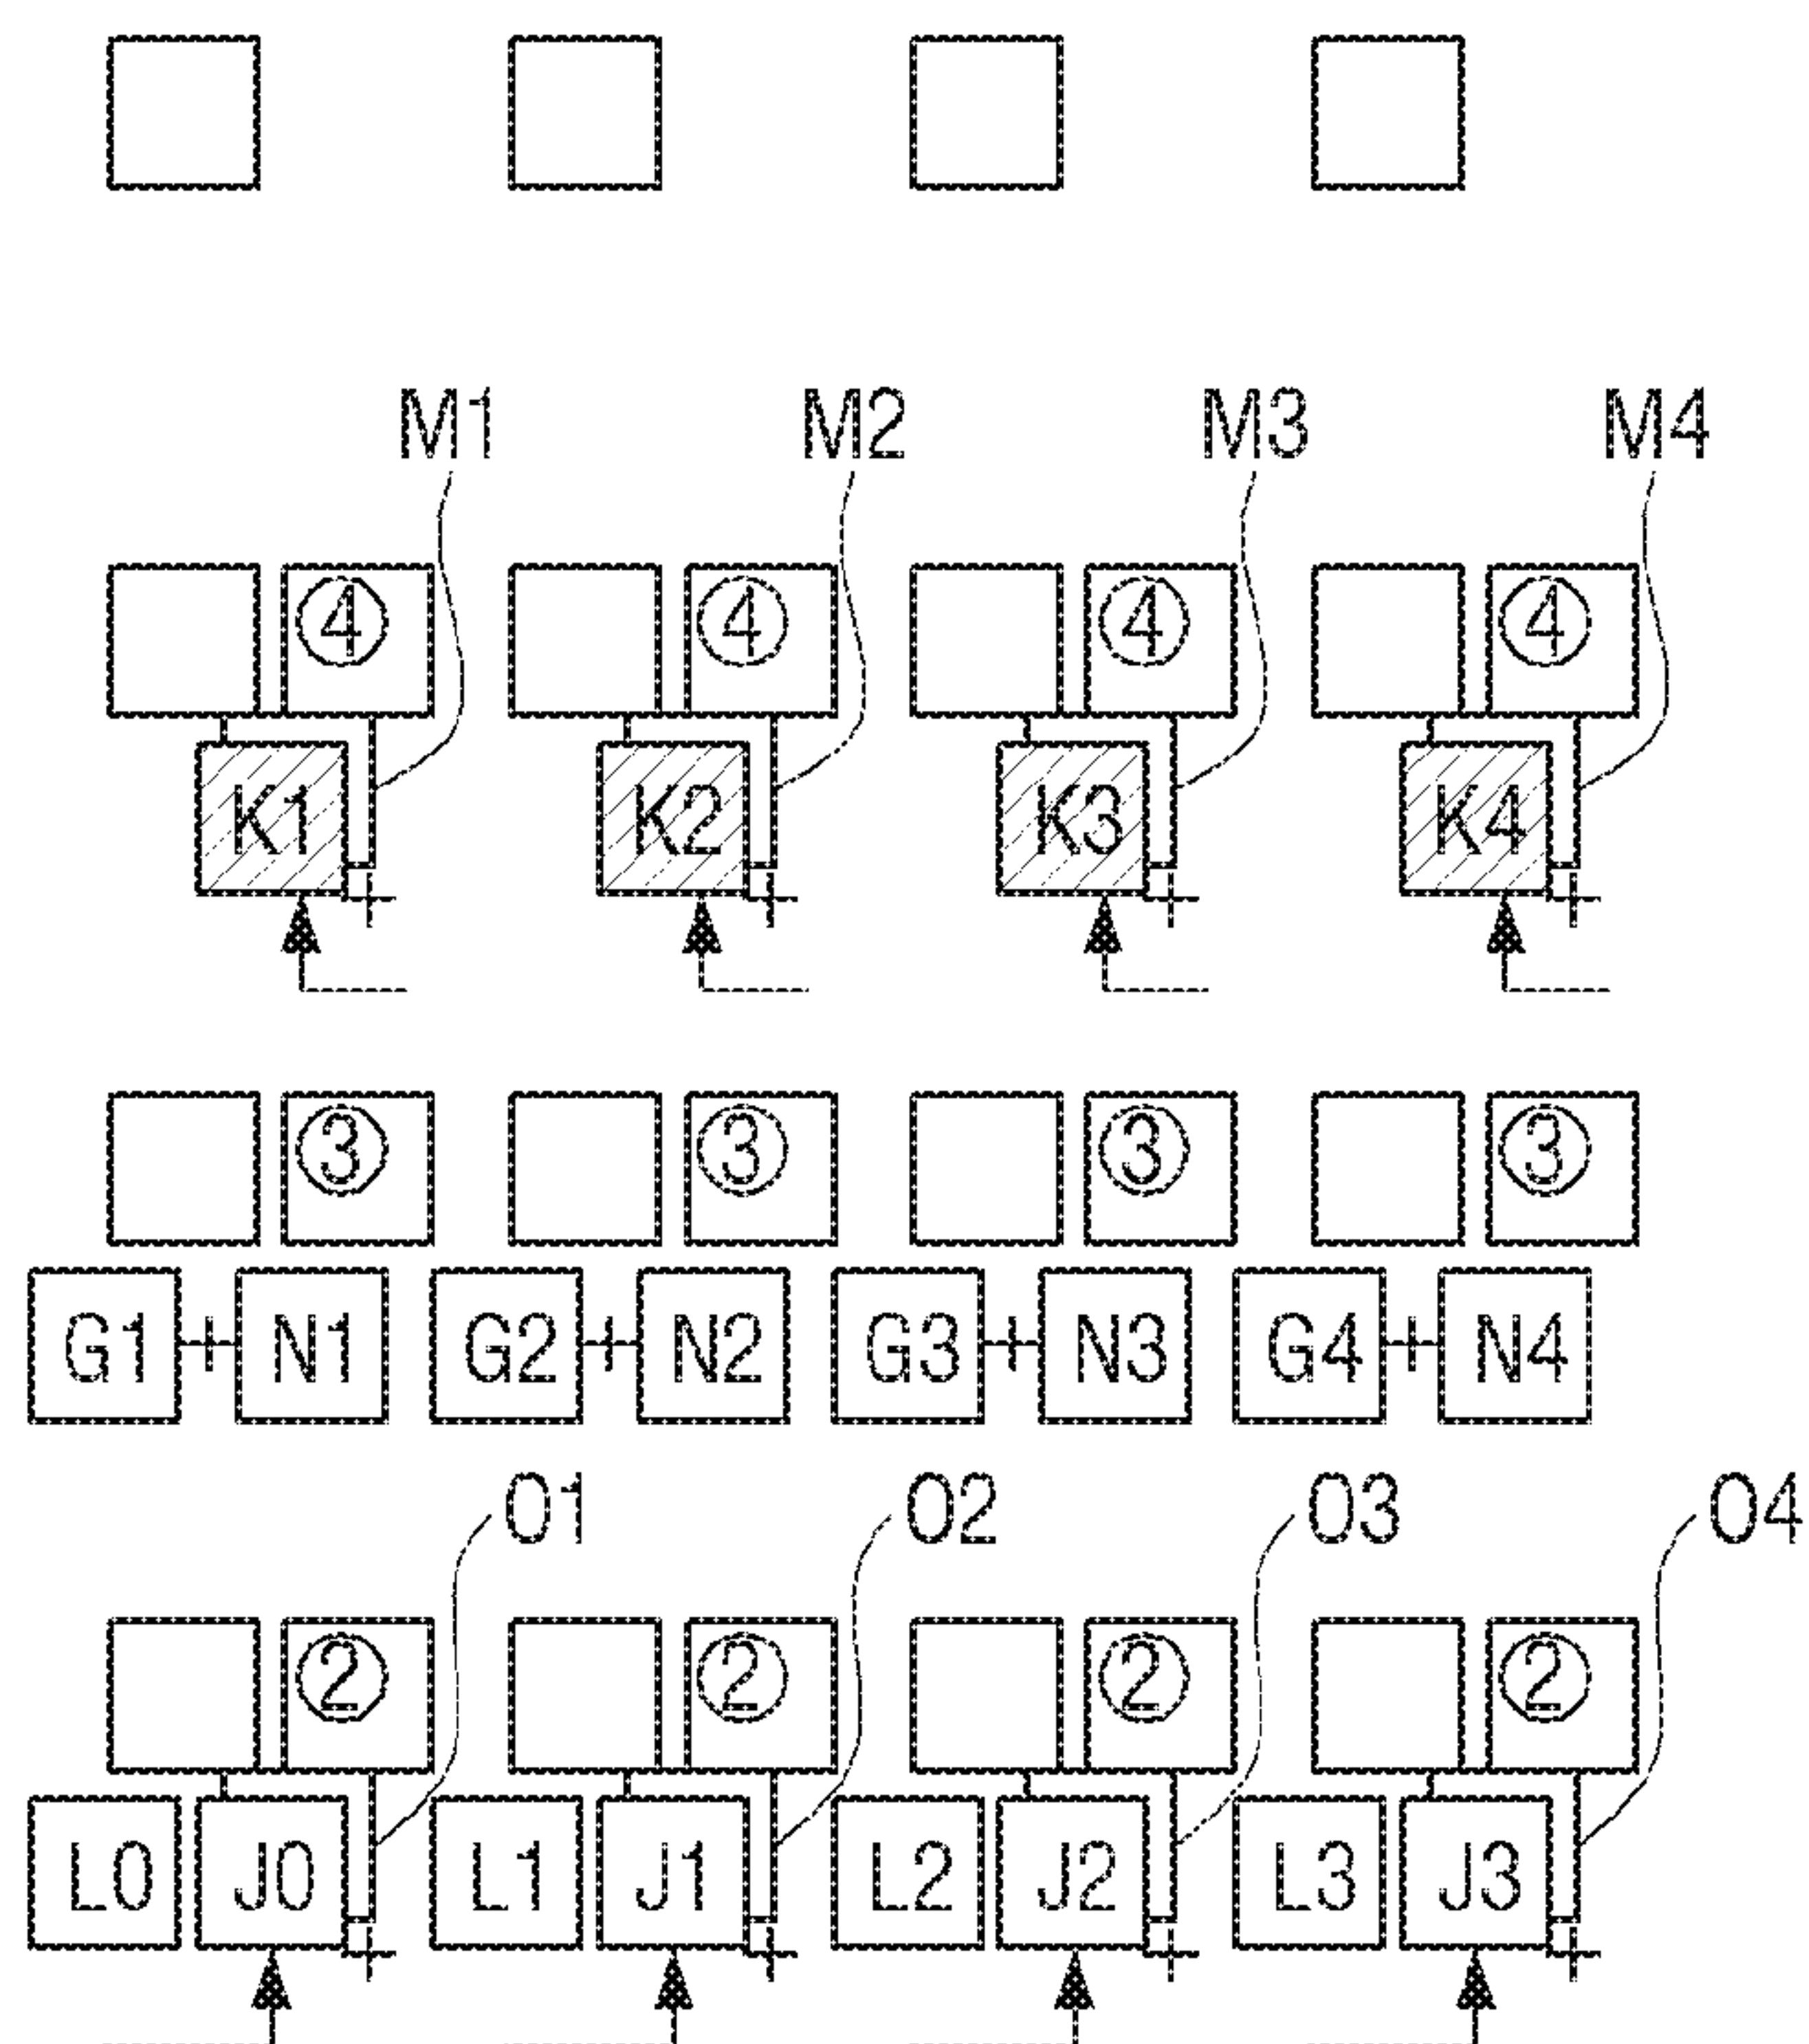 M1 M2 M3 M4
④ ④ ④ ④
K1 K2 K3 K4
③ ③ ③ ③
G1 N1 G2 N2 G3 N3 G4 N4
O1 O2 O3 O4
② ② ② ②
L0 J0 L1 J1 L2 J2 L3 J3